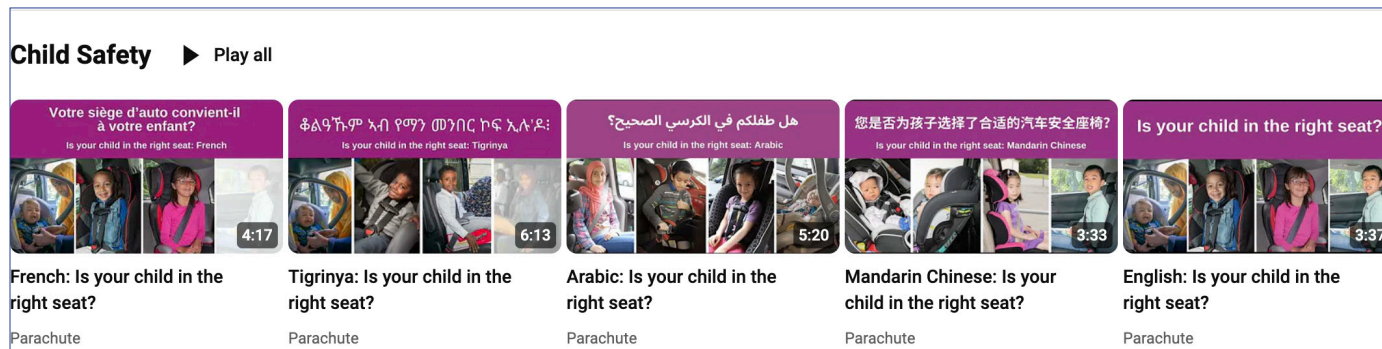 Child Safety
Play all
Votre siège d'auto convient-il
à votre enfant?
Is your child in the right seat: French
4:17
French: Is your child in the
right seat?
Parachute
ቆልዓኹም ኣብ የማን መንበር ኮፍ ኢሉ'ዶ፧
Is your child in the right seat: Tigrinya
6:13
Tigrinya: Is your child in the
right seat?
Parachute
هل طفلكم في الكرسي الصحيح؟
Is your child in the right seat: Arabic
5:20
Arabic: Is your child in the
right seat?
Parachute
您是否为孩子选择了合适的汽车安全座椅?
Is your child in the right seat: Mandarin Chinese
3:33
Mandarin Chinese: Is your
child in the right seat?
Parachute
Is your child in the right seat?
3:37
English: Is your child in the
right seat?
Parachute